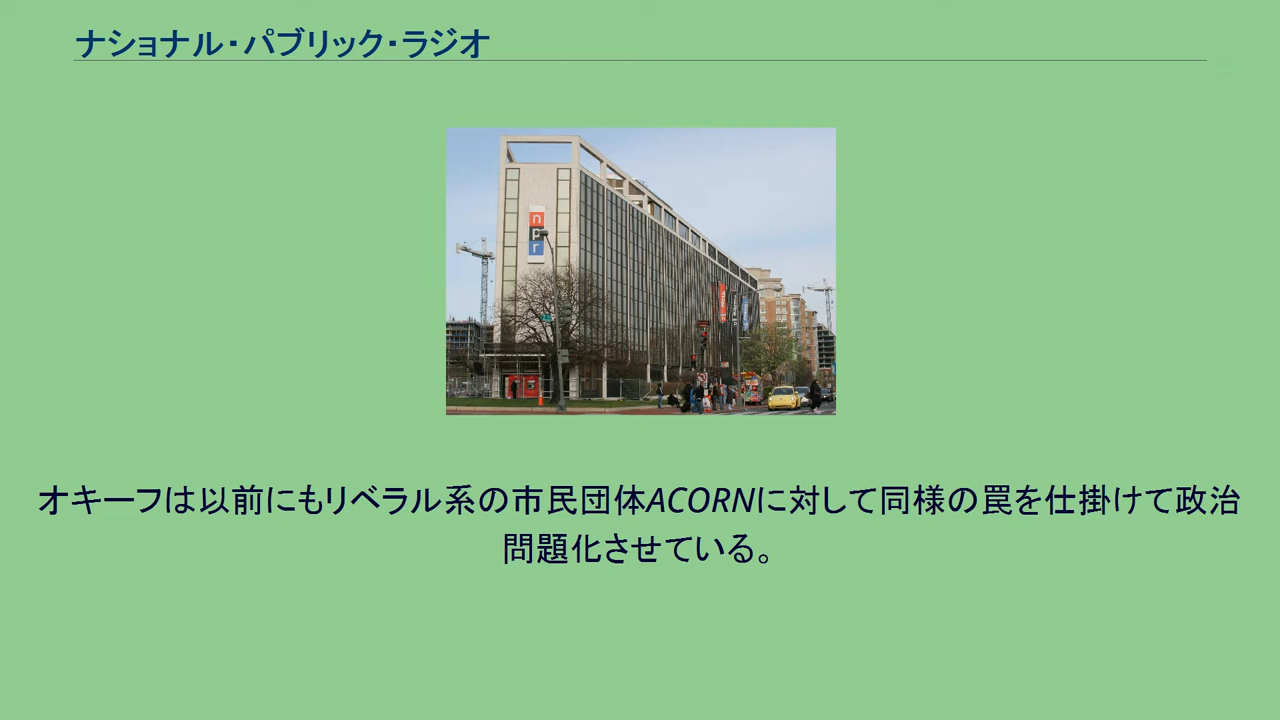 ナショナル・パブリック・ラジオ
n
p
r
オキーフは以前にもリベラル系の市民団体ACORNに対して同様の罠を仕掛けて政治
問題化させている。